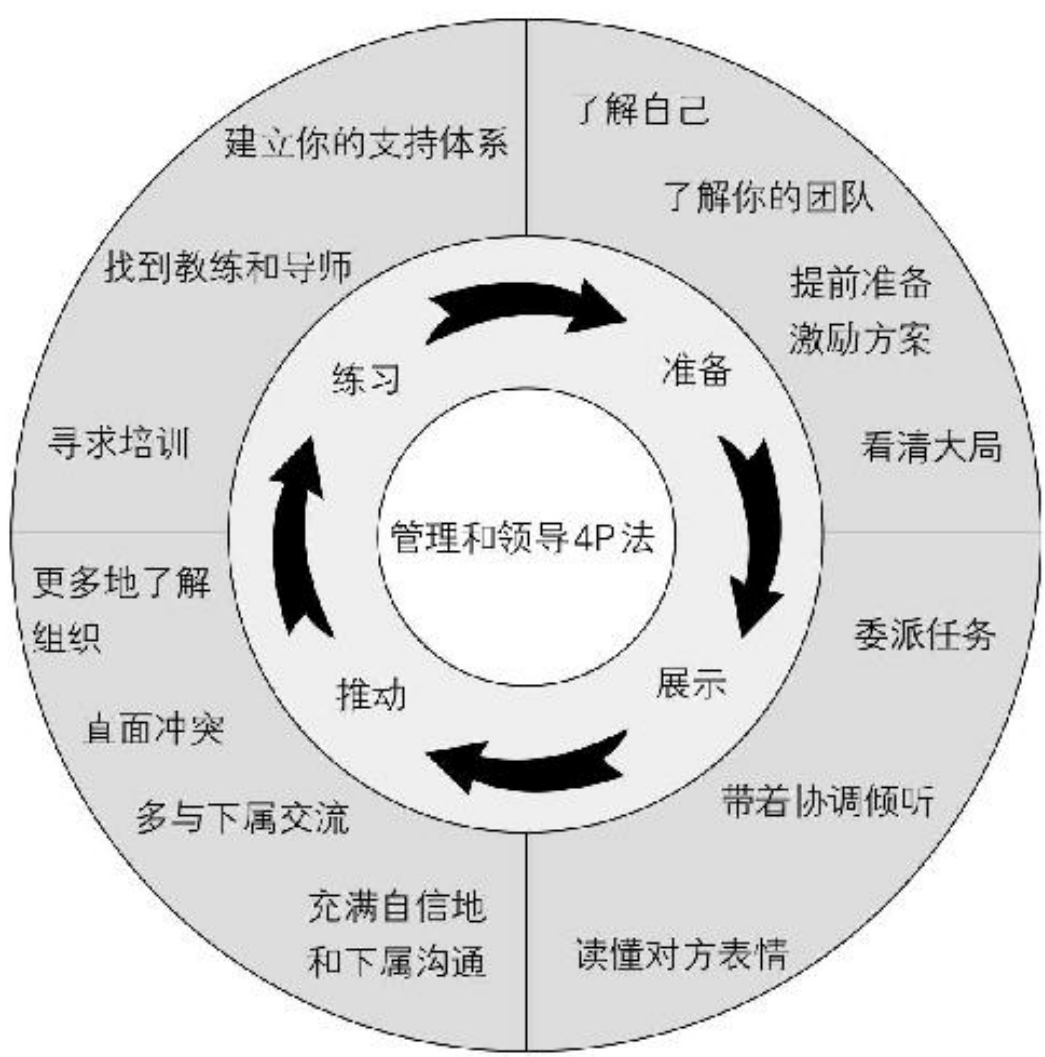 建立你的支持体系
了解自己
了解你的团队
找到教练和导师
提前准备
激励方案
练习
准备
寻求培训
看清大局
管理和领导4P法
更多地了解
组织
委派任务
推动
展示
直面冲突
带着协调倾听
多与下属交流
充满自信地
和下属沟通
读懂对方表情